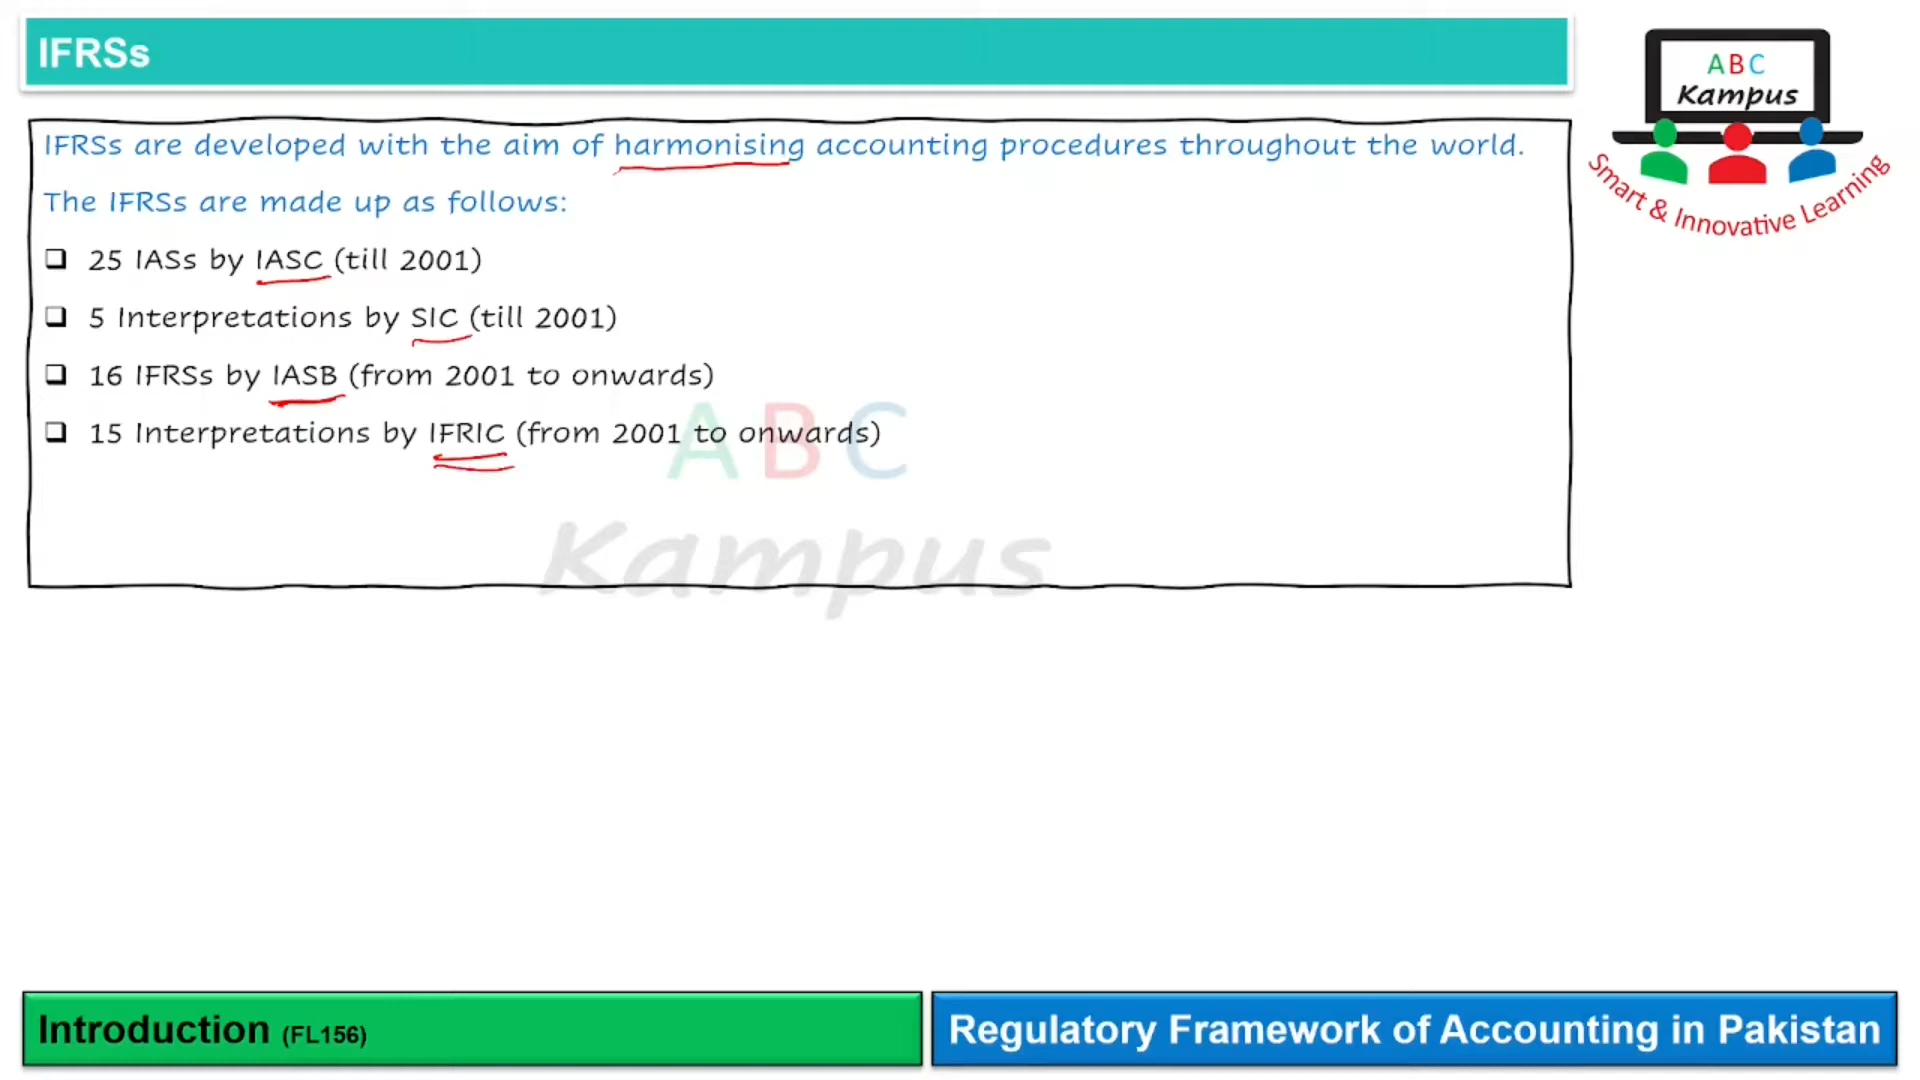 IFRSs
ABC
Kampus
Smart & Innovative Learning
IFRSs are developed with the aim of harmonising accounting procedures throughout the world.
The IFRSs are made up as follows:
❑ 25 IASs by IASC (till 2001)
❑ 5 Interpretations by SIC (till 2001)
❑ 16 IFRSs by IASB (from 2001 to onwards)
❑ 15 Interpretations by IFRIC (from 2001 to onwards)
ABC
Kampus
Introduction (FL156)
Regulatory Framework of Accounting in Pakistan